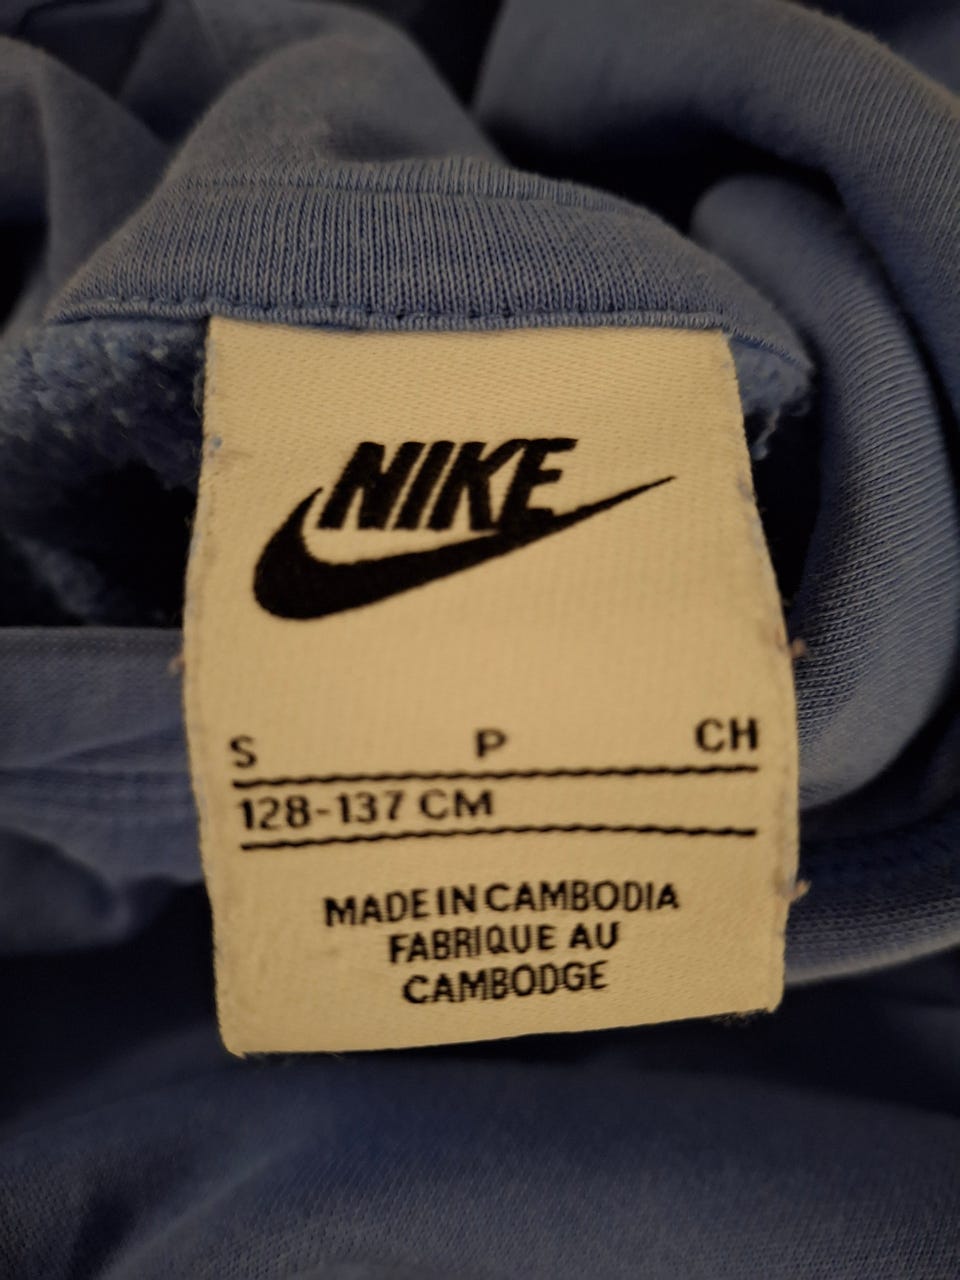 NIKE
S P CH
128-137 CM
MADE IN CAMBODIA
FABRIQUE AU
CAMBODGE